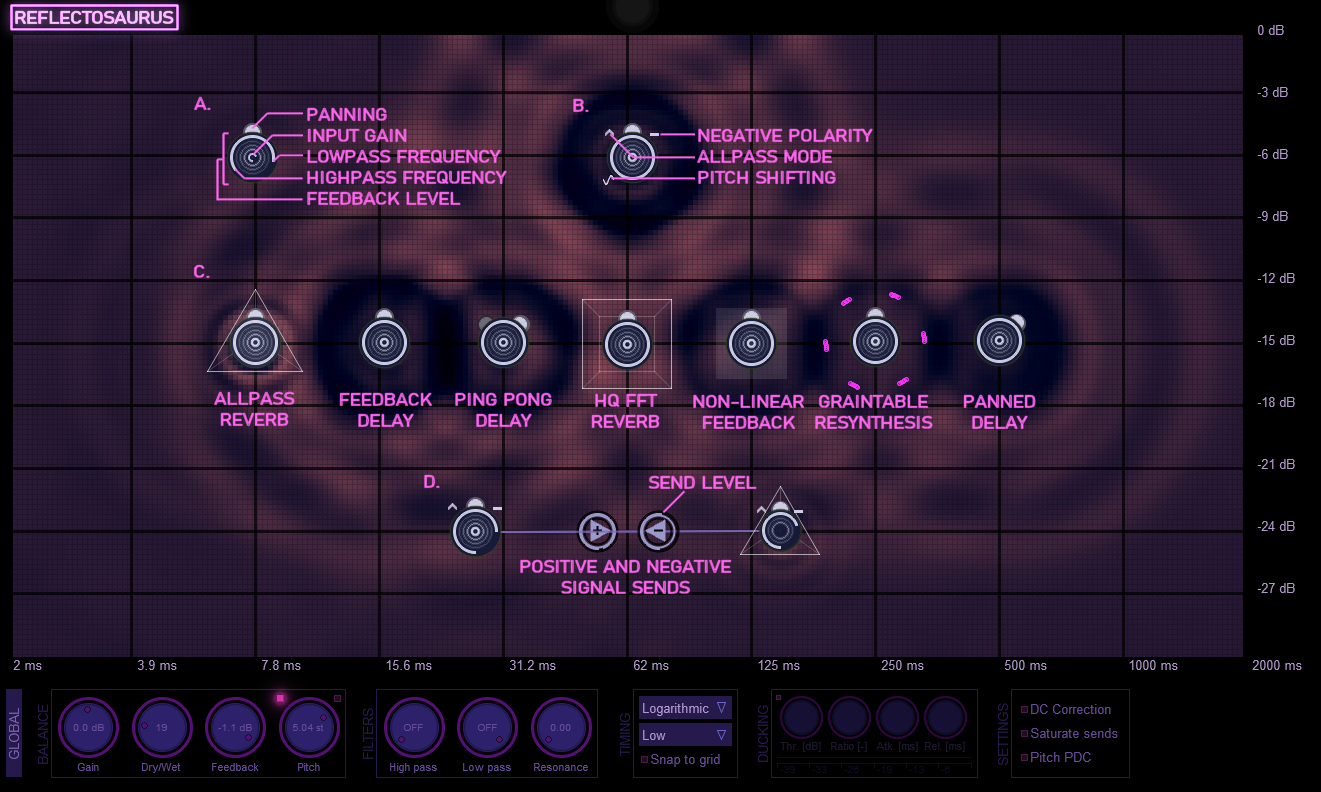 REFLECTOSAURUS
0 dB
-3 dB
A.
B.
PANNING
INPUT GAIN
LOWPASS FREQUENCY
HIGHPASS FREQUENCY
FEEDBACK LEVEL
NEGATIVE POLARITY
ALLPASS MODE
PITCH SHIFTING
-6 dB
-9 dB
C.
-12 dB
-15 dB
ALLPASS
REVERB
FEEDBACK
DELAY
PING PONG
DELAY
HQ FFT
REVERB
NON-LINEAR
FEEDBACK
GRAINTABLE
RESYNTHESIS
PANNED
DELAY
-18 dB
-21 dB
D.
SEND LEVEL
+
-
-24 dB
POSITIVE AND NEGATIVE
SIGNAL SENDS
-27 dB
2 ms 3.9 ms 7.8 ms 15.6 ms 31.2 ms 62 ms 125 ms 250 ms 500 ms 1000 ms 2000 ms
GLOBAL
BALANCE
0.0 dB 19 -1.1 dB 5.04 st
Gain Dry/Wet Feedback Pitch
FILTERS
OFF OFF 0.00
High pass Low pass Resonance
TIMING
Logarithmic
Low
Snap to grid
DUCKING
Thr. [dB] Ratio [-] Atk. [ms] Rel. [ms]
SETTINGS
DC Correction
Saturate sends
Pitch PDC